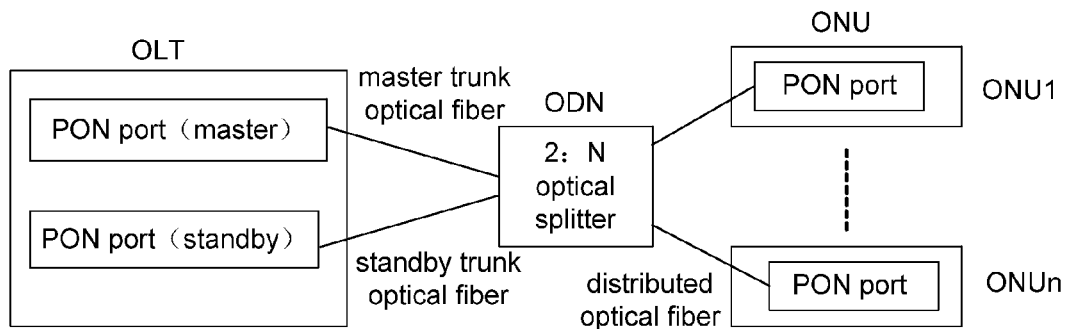 OLT
PON port（master）
PON port（standby）
master trunk
optical fiber
standby trunk
optical fiber
ODN
2：N
optical
splitter
distributed
optical fiber
ONU
PON port
ONU1
PON port
ONUn